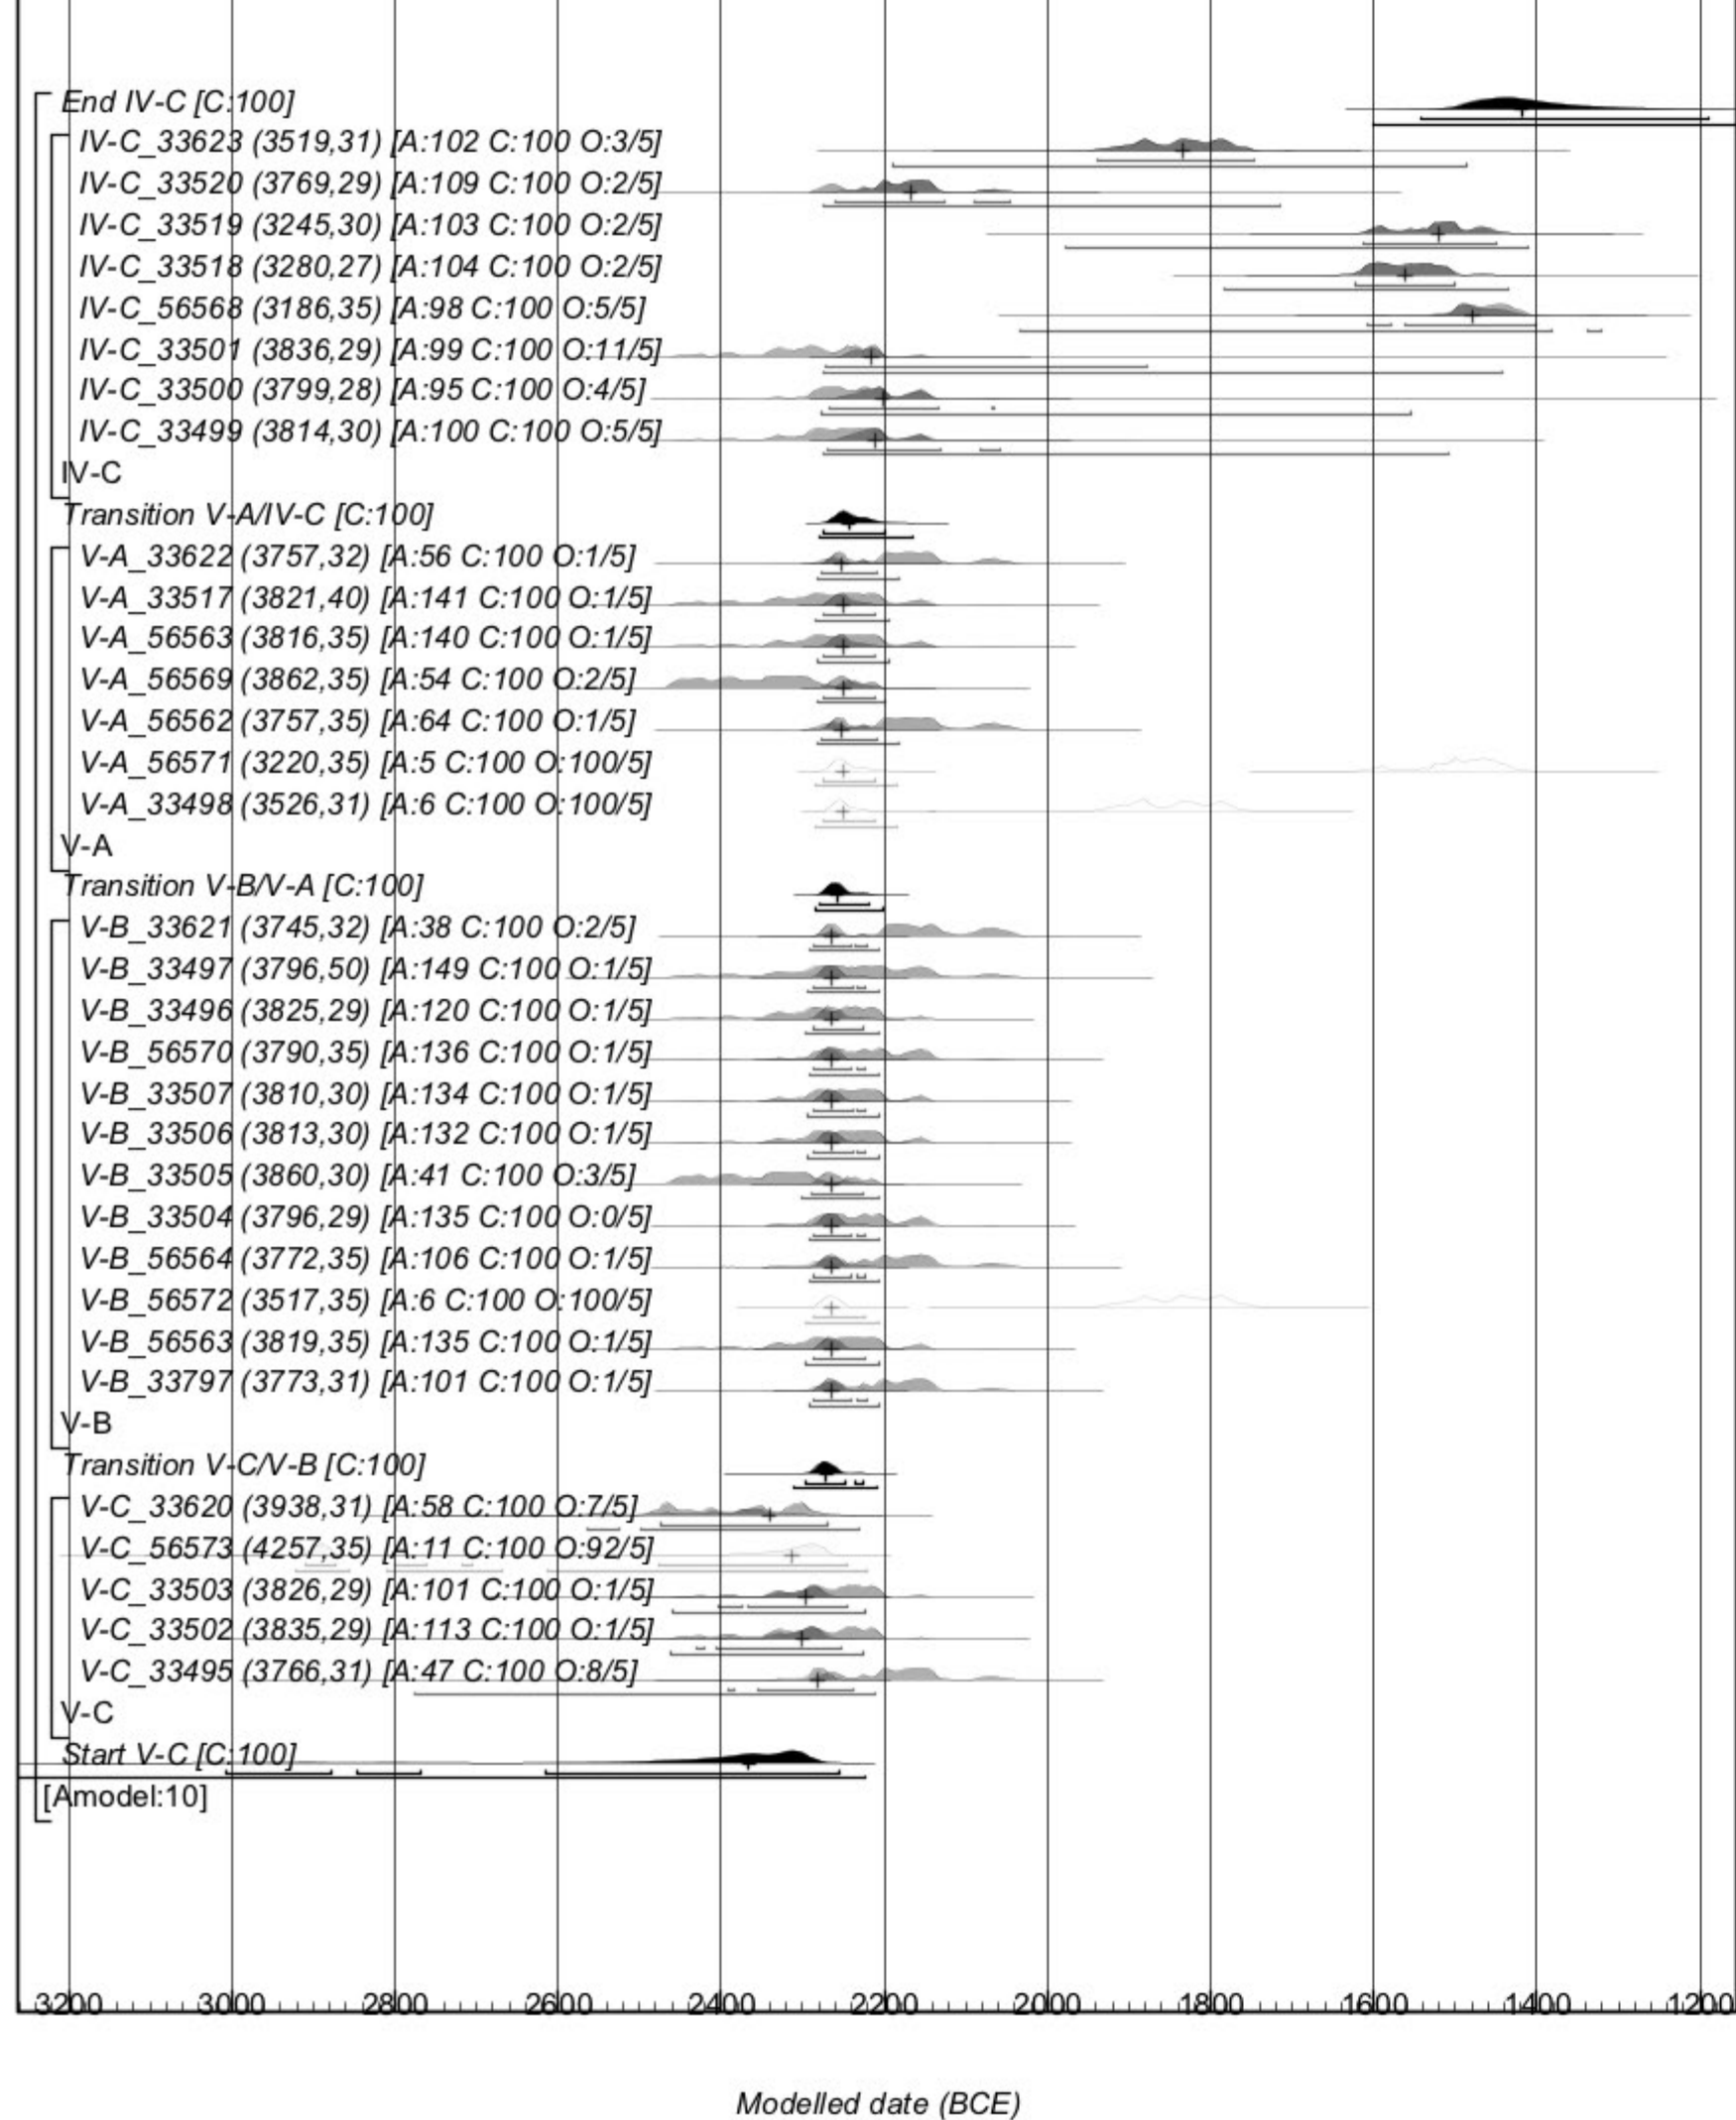 End IV-C [C:100]
IV-C_33623 (3519,31) [A:102 C:100 O:3/5]
IV-C_33520 (3769,29) [A:109 C:100 O:2/5]
IV-C_33519 (3245,30) [A:103 C:100 O:2/5]
IV-C_33518 (3280,27) [A:104 C:100 O:2/5]
IV-C_56568 (3186,35) [A:98 C:100 O:5/5]
IV-C_33501 (3836,29) [A:99 C:100 O:11/5]
IV-C_33500 (3799,28) [A:95 C:100 O:4/5]
IV-C_33499 (3814,30) [A:100 C:100 O:5/5]
IV-C
Transition V-A/IV-C [C:100]
V-A_33622 (3757,32) [A:56 C:100 O:1/5]
V-A_33517 (3821,40) [A:141 C:100 O:1/5]
V-A_56563 (3816,35) [A:140 C:100 O:1/5]
V-A_56569 (3862,35) [A:54 C:100 O:2/5]
V-A_56562 (3757,35) [A:64 C:100 O:1/5]
V-A_56571 (3220,35) [A:5 C:100 O:100/5]
V-A_33498 (3526,31) [A:6 C:100 O:100/5]
V-A
Transition V-B/V-A [C:100]
V-B_33621 (3745,32) [A:38 C:100 O:2/5]
V-B_33497 (3796,50) [A:149 C:100 O:1/5]
V-B_33496 (3825,29) [A:120 C:100 O:1/5]
V-B_56570 (3790,35) [A:136 C:100 O:1/5]
V-B_33507 (3810,30) [A:134 C:100 O:1/5]
V-B_33506 (3813,30) [A:132 C:100 O:1/5]
V-B_33505 (3860,30) [A:41 C:100 O:3/5]
V-B_33504 (3796,29) [A:135 C:100 O:0/5]
V-B_56564 (3772,35) [A:106 C:100 O:1/5]
V-B_56572 (3517,35) [A:6 C:100 O:100/5]
V-B_56563 (3819,35) [A:135 C:100 O:1/5]
V-B_33797 (3773,31) [A:101 C:100 O:1/5]
V-B
Transition V-C/V-B [C:100]
V-C_33620 (3938,31) [A:58 C:100 O:7/5]
V-C_56573 (4257,35) [A:11 C:100 O:92/5]
V-C_33503 (3826,29) [A:101 C:100 O:1/5]
V-C_33502 (3835,29) [A:113 C:100 O:1/5]
V-C_33495 (3766,31) [A:47 C:100 O:8/5]
V-C
Start V-C [C:100]
[Amodel:10]
3200 3000 2800 2600 2400 2200 2000 1800 1600 1400 1200
Modelled date (BCE)